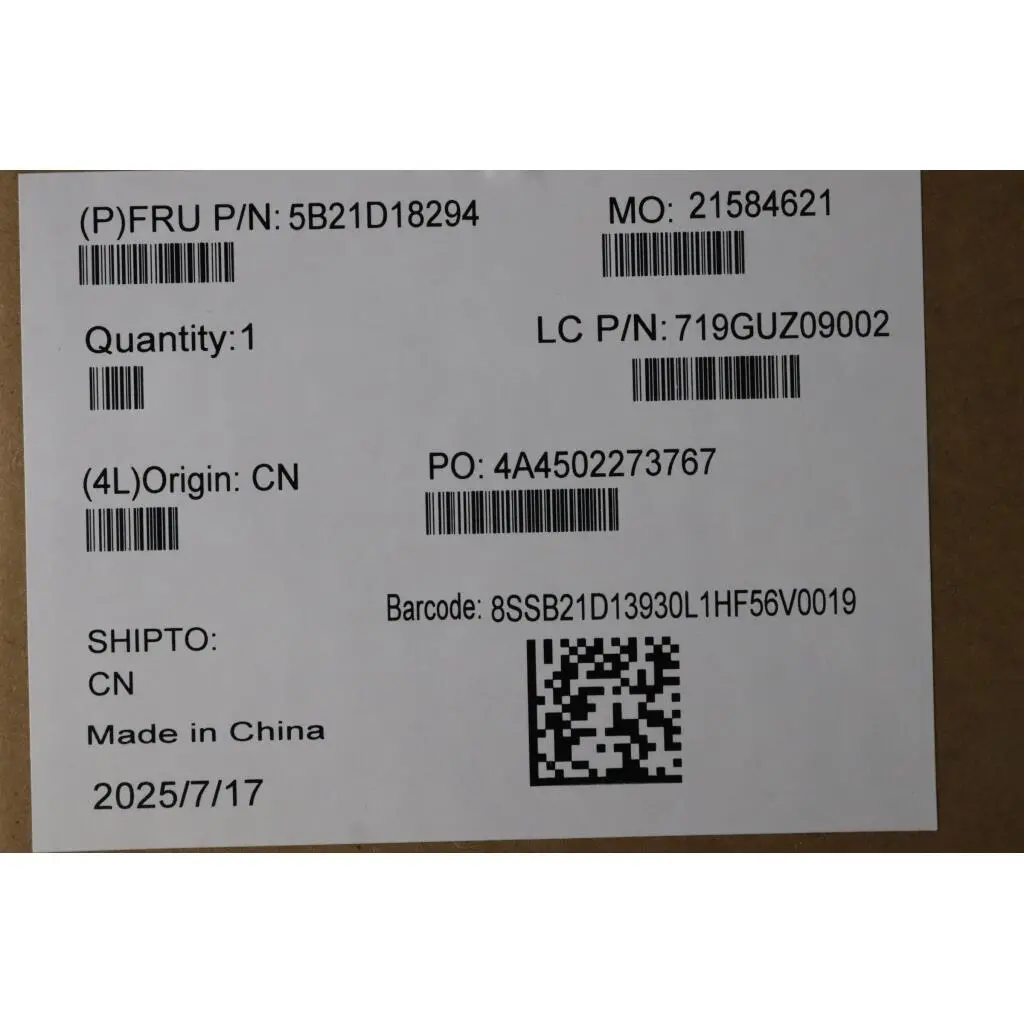 (P)FRU P/N: 5B21D18294
MO: 21584621
Quantity:1
LC P/N: 719GUZ09002
(4L)Origin: CN
PO: 4A4502273767
Barcode: 8SSB21D13930L1HF56V0019
SHIPTO:
CN
Made in China
2025/7/17